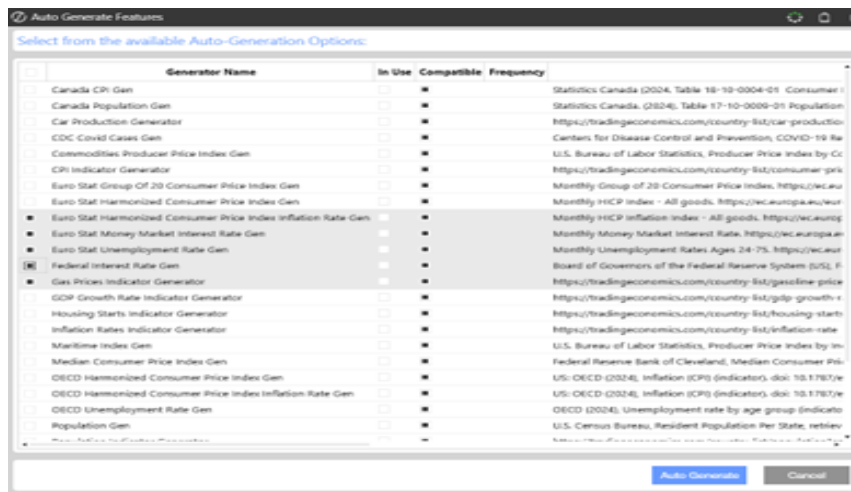 Auto Generate Features
Select from the available Auto-Generation Options:
Generator Name In Use Compatible Frequency
Canada CPI Gen Statistics Canada (2024, Table 18-10-0004-01 Consumer
Canada Population Gen Statistics Canada. (2024). Table 17-10-0009-01 Population
Car Production Generator https://tradingeconomics.com/country-list/car-productio
CDC Covid Cases Gen Centers for Disease Control and Prevention, COVID-19 Re
Commodities Producer Price Index Gen U.S. Bureau of Labor Statistics, Producer Price Index by Co
CPI Indicator Generator https://tradingeconomics.com/country-list/consumer-pric
Euro Stat Group Of 20 Consumer Price Index Gen Monthly Group of 20 Consumer Price Index. https://ec.eu
Euro Stat Harmonized Consumer Price Index Gen Monthly HICP Index - All goods. https://ec.europa.eu/eur
Euro Stat Harmonized Consumer Price Index Inflation Rate Gen Monthly HICP Inflation Index - All goods. https://ec.europ
Euro Stat Money Market Interest Rate Gen Monthly Money Market Interest Rate. https://ec.europa.e
Euro Stat Unemployment Rate Gen Monthly Unemployment Rates Ages 24-75. https://ec.eur
Federal Interest Rate Gen Board of Governors of the Federal Reserve System (US), F
Gas Prices Indicator Generator https://tradingeconomics.com/country-list/gasoline-price
GDP Growth Rate Indicator Generator https://tradingeconomics.com/country-list/gdp-growth-r
Housing Starts Indicator Generator https://tradingeconomics.com/country-list/housing-starts
Inflation Rates Indicator Generator https://tradingeconomics.com/country-list/inflation-rate
Maritime Index Gen U.S. Bureau of Labor Statistics, Producer Price Index by In
Median Consumer Price Index Gen Federal Reserve Bank of Cleveland, Median Consumer Pri
OECD Harmonized Consumer Price Index Gen US: OECD (2024), Inflation (CPI) (indicator). doi: 10.1787/e
OECD Harmonized Consumer Price Index Inflation Rate Gen US: OECD (2024), Inflation (CPI) (indicator). doi: 10.1787/e
OECD Unemployment Rate Gen OECD (2024), Unemployment rate by age group (indicato
Population Gen U.S. Census Bureau, Resident Population Per State, retriev
Auto Generate Cancel